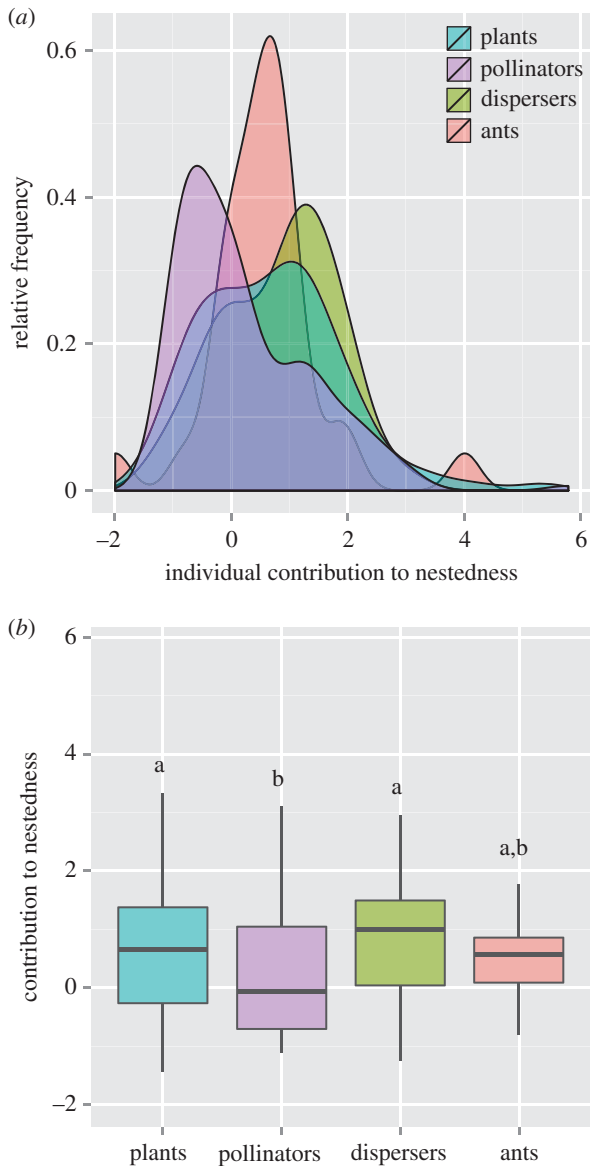 (a)
0.6
0.4
0.2
0
relative frequency
plants
pollinators
dispersers
ants
–2 0 2 4 6
individual contribution to nestedness
(b)
6
4
2
0
–2
contribution to nestedness
a b a a,b
plants pollinators dispersers ants